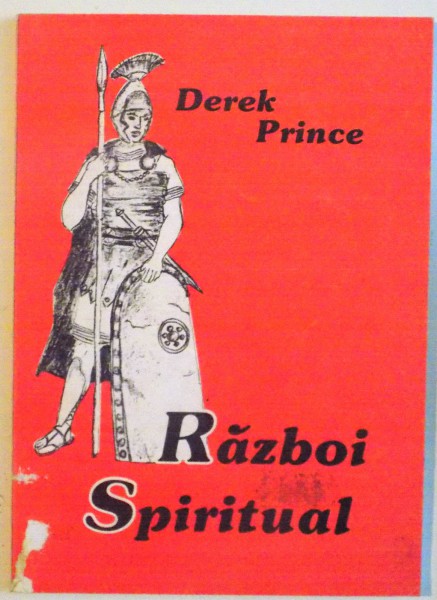 Derek
Prince
Război
Spiritual